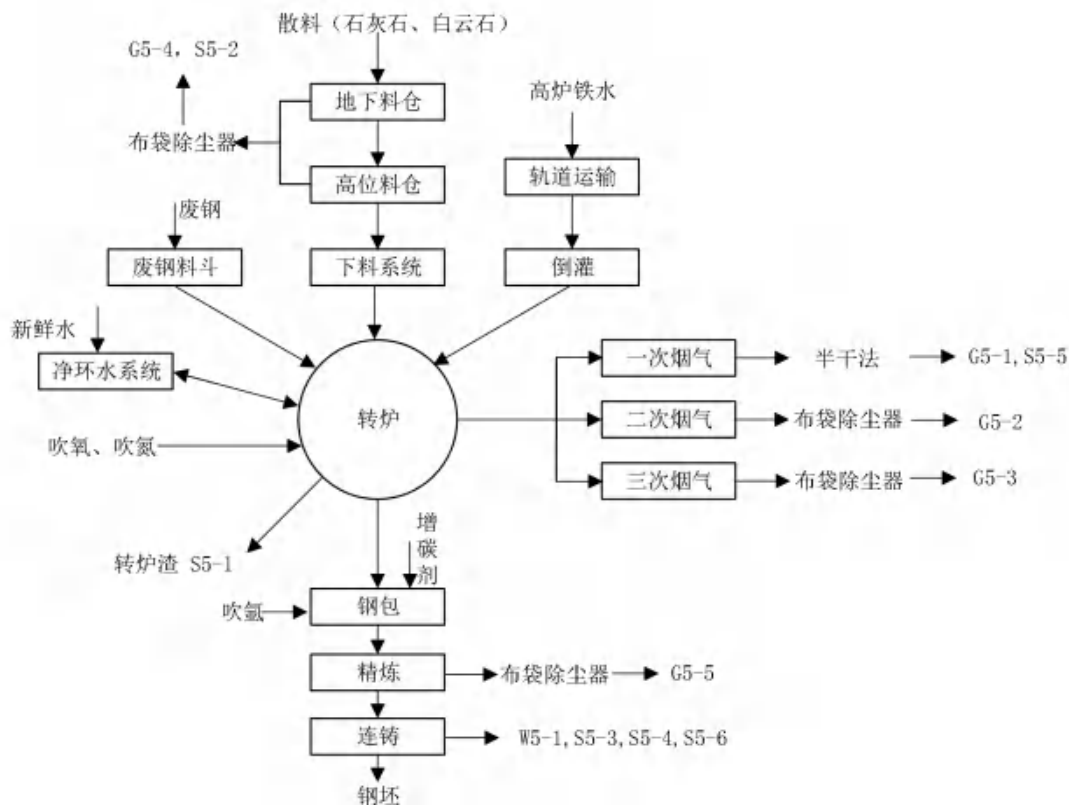 散料（石灰石、白云石）
G5-4, S5-2
地下料仓
高炉铁水
布袋除尘器
高位料仓
轨道运输
废钢
废钢料斗
下料系统
倒灌
新鲜水
净环水系统
一次烟气
半干法
G5-1,S5-5
转炉
二次烟气
布袋除尘器
G5-2
吹氧、吹氮
三次烟气
布袋除尘器
G5-3
转炉渣 S5-1
增碳剂
吹氩
钢包
精炼
布袋除尘器
G5-5
连铸
W5-1,S5-3,S5-4,S5-6
钢坯